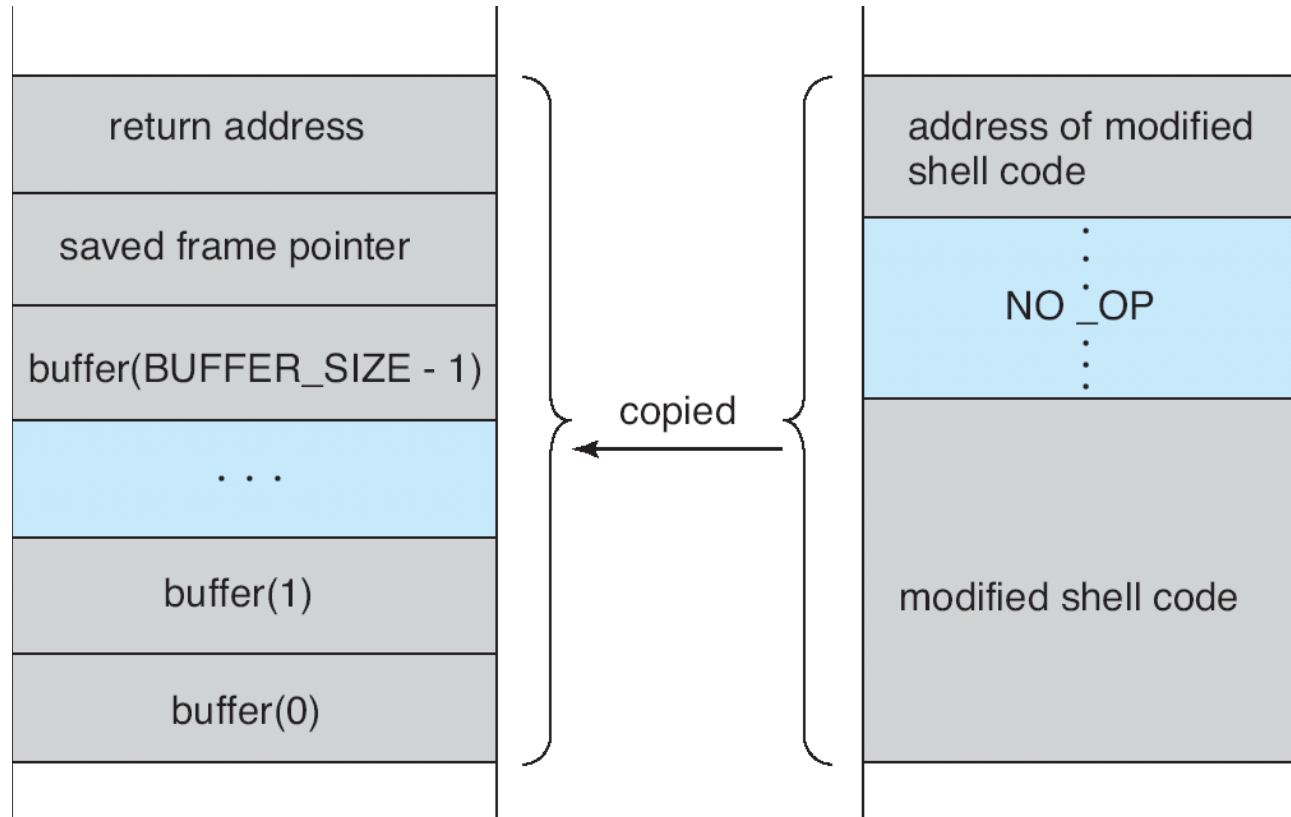 return address
saved frame pointer
buffer(BUFFER_SIZE - 1)
. . .
buffer(1)
buffer(0)
copied
address of modified
shell code
.
.
.
NO _OP
.
.
.
modified shell code